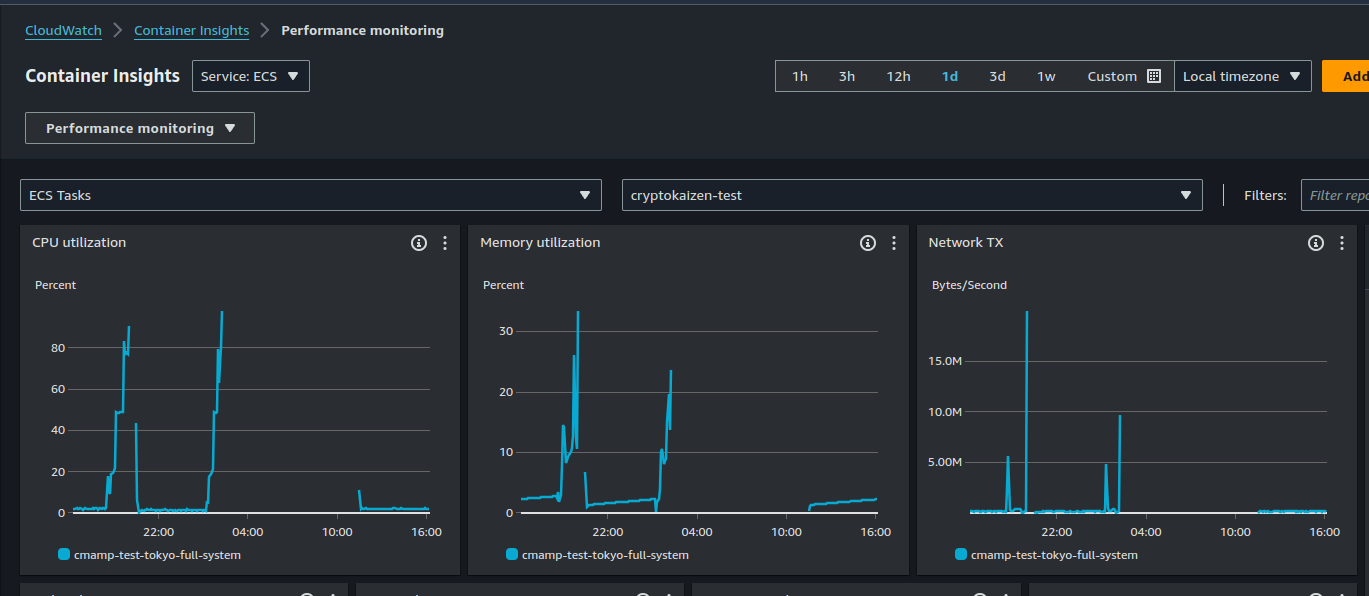 CloudWatch > Container Insights > Performance monitoring
Container Insights Service: ECS 1h 3h 12h 1d 3d 1w Custom Local timezone Add
Performance monitoring
ECS Tasks cryptokaizen-test Filters: Filter repo
CPU utilization
Percent
80
60
40
20
0
22:00 04:00 10:00 16:00
cmamp-test-tokyo-full-system
Memory utilization
Percent
30
20
10
0
22:00 04:00 10:00 16:00
cmamp-test-tokyo-full-system
Network TX
Bytes/Second
15.0M
10.0M
5.00M
22:00 04:00 10:00 16:00
cmamp-test-tokyo-full-system